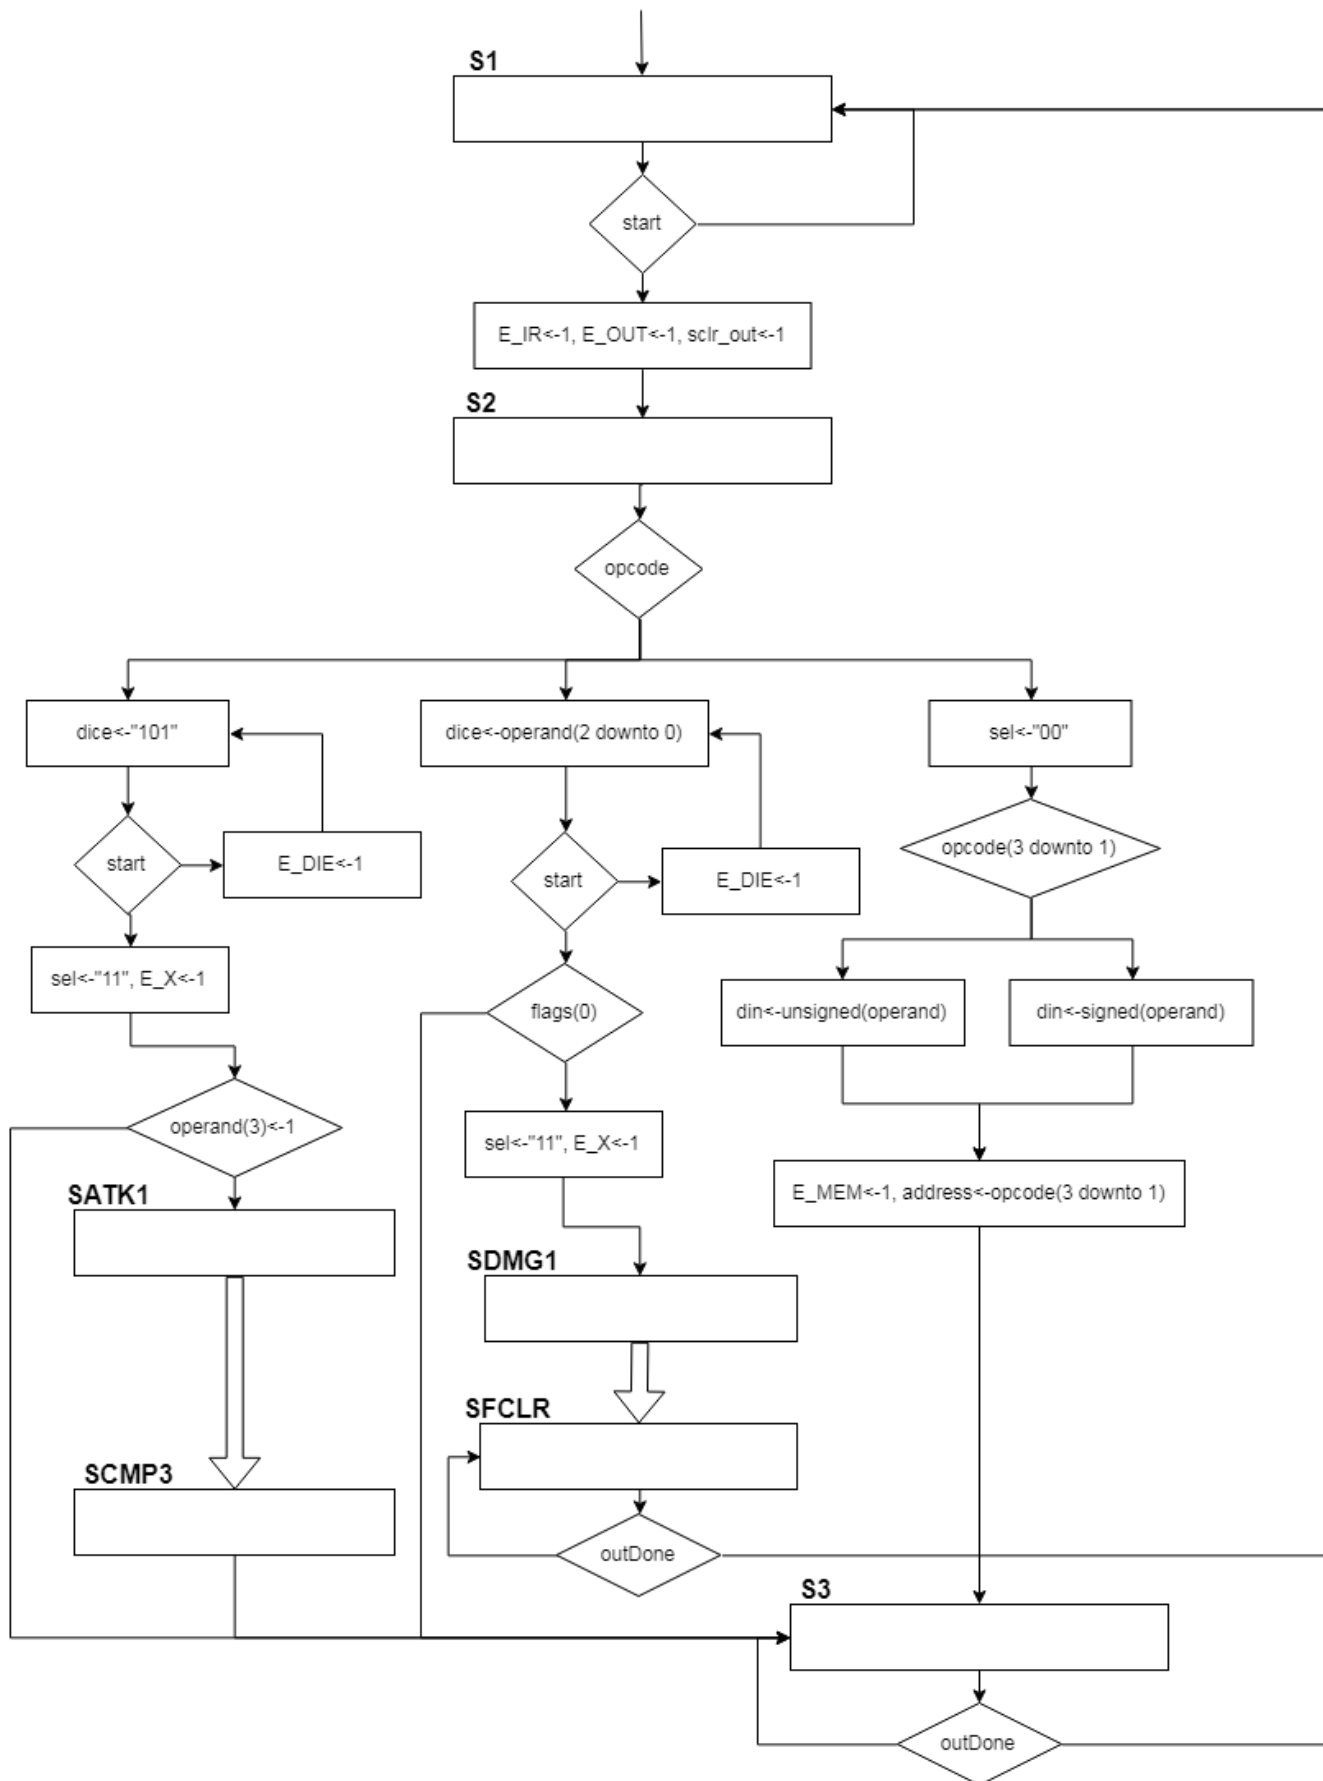 S1
start
E_IR<-1, E_OUT<-1, sclr_out<-1
S2
opcode
dice<-"101"
dice<-operand(2 downto 0)
sel<-"00"
start
E_DIE<-1
start
E_DIE<-1
opcode(3 downto 1)
sel<-"11", E_X<-1
flags(0)
din<-unsigned(operand)
din<-signed(operand)
operand(3)<-1
sel<-"11", E_X<-1
E_MEM<-1, address<-opcode(3 downto 1)
SATK1
SDMG1
SFCLR
SCMP3
outDone
S3
outDone